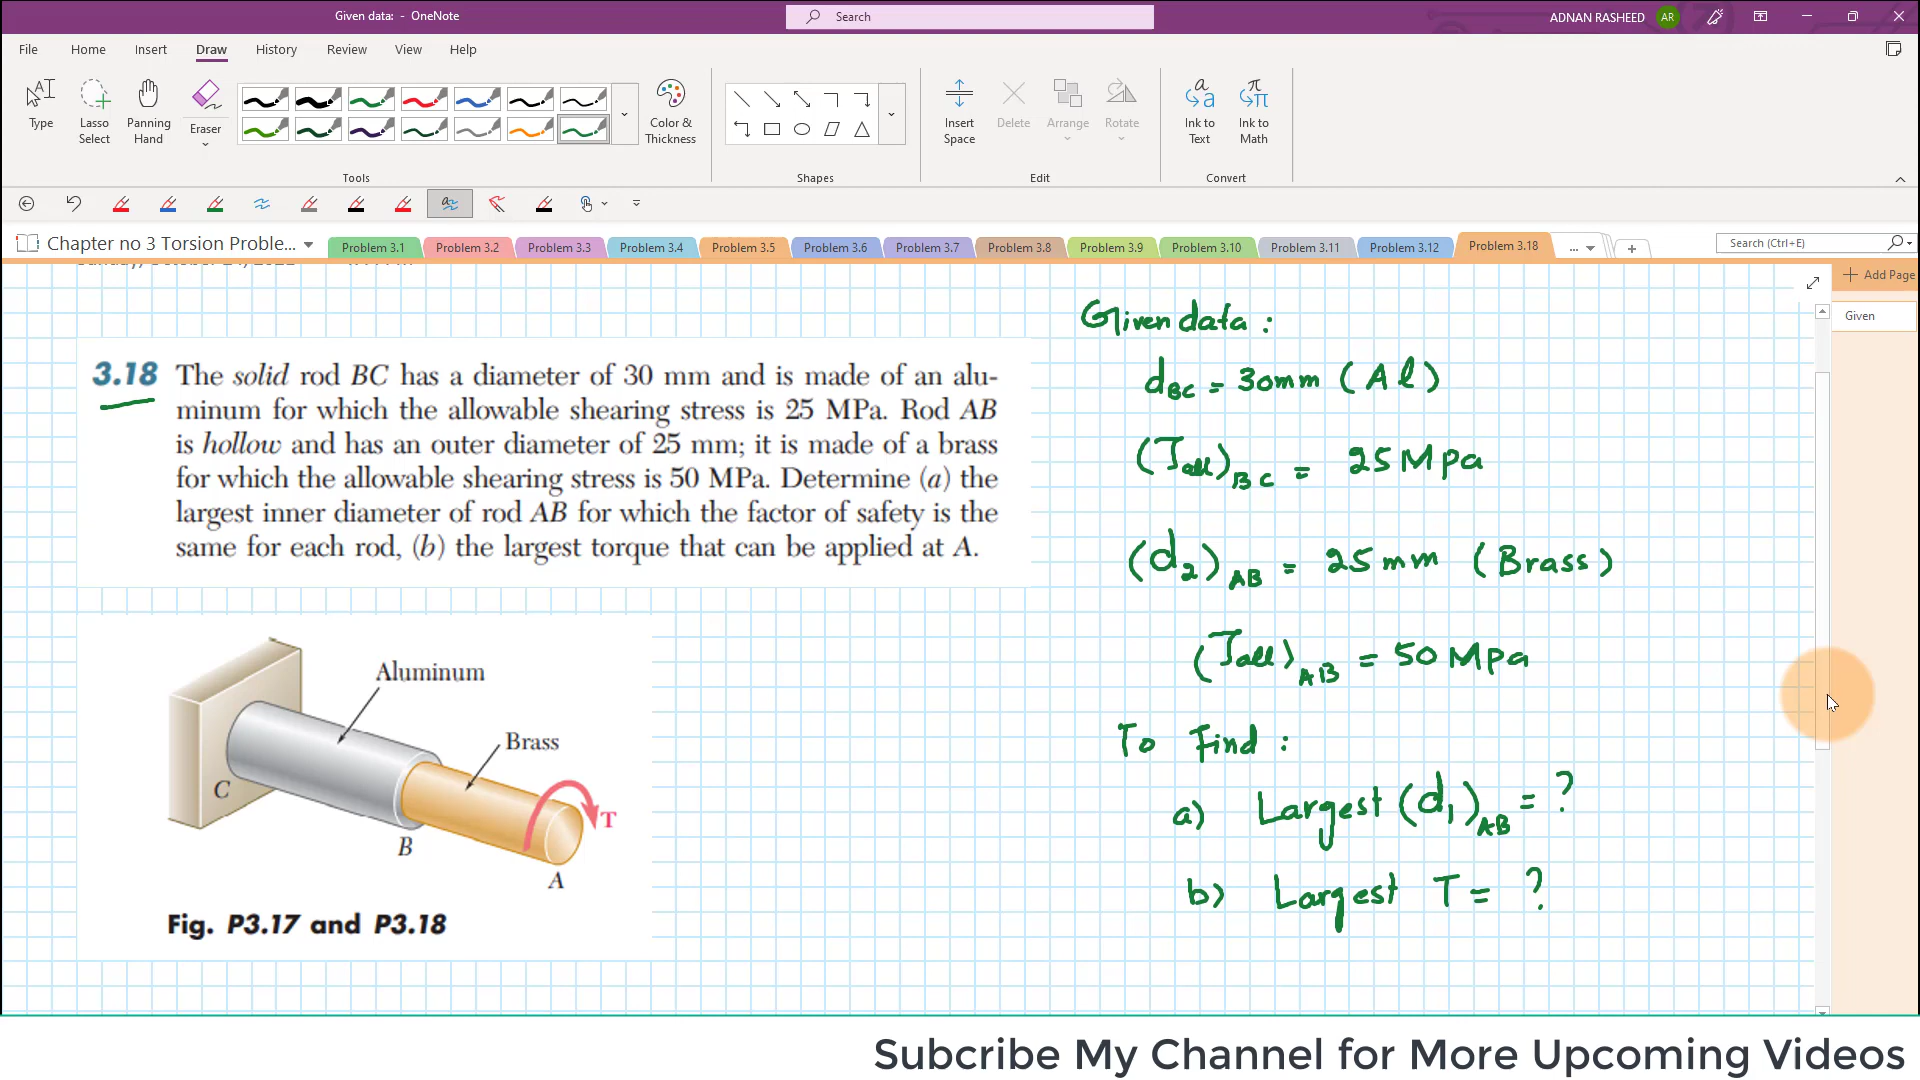 Given data: - OneNote
Search
ADNAN RASHEED
AR
File Home Insert Draw History Review View Help
Type
Lasso Select
Panning Hand
Eraser
Color & Thickness
Insert Space
Delete
Arrange
Rotate
Ink to Text
Ink to Math
Tools
Shapes
Edit
Convert
Chapter no 3 Torsion Proble...
Problem 3.1 Problem 3.2 Problem 3.3 Problem 3.4 Problem 3.5 Problem 3.6 Problem 3.7 Problem 3.8 Problem 3.9 Problem 3.10 Problem 3.11 Problem 3.12 Problem 3.18 ...
Search (Ctrl+E)
Add Page
Given
3.18 The solid rod BC has a diameter of 30 mm and is made of an alu-
minum for which the allowable shearing stress is 25 MPa. Rod AB
is hollow and has an outer diameter of 25 mm; it is made of a brass
for which the allowable shearing stress is 50 MPa. Determine (a) the
largest inner diameter of rod AB for which the factor of safety is the
same for each rod, (b) the largest torque that can be applied at A.
Aluminum
Brass
C
T
B
A
Fig. P3.17 and P3.18
Given data :
dBC = 30mm (Al)
(τall)BC = 25 Mpa
(d2)AB = 25 mm (Brass)
(τall)AB = 50 Mpa
To Find :
a) Largest (d1)AB = ?
b) Largest T = ?
Subcribe My Channel for More Upcoming Videos